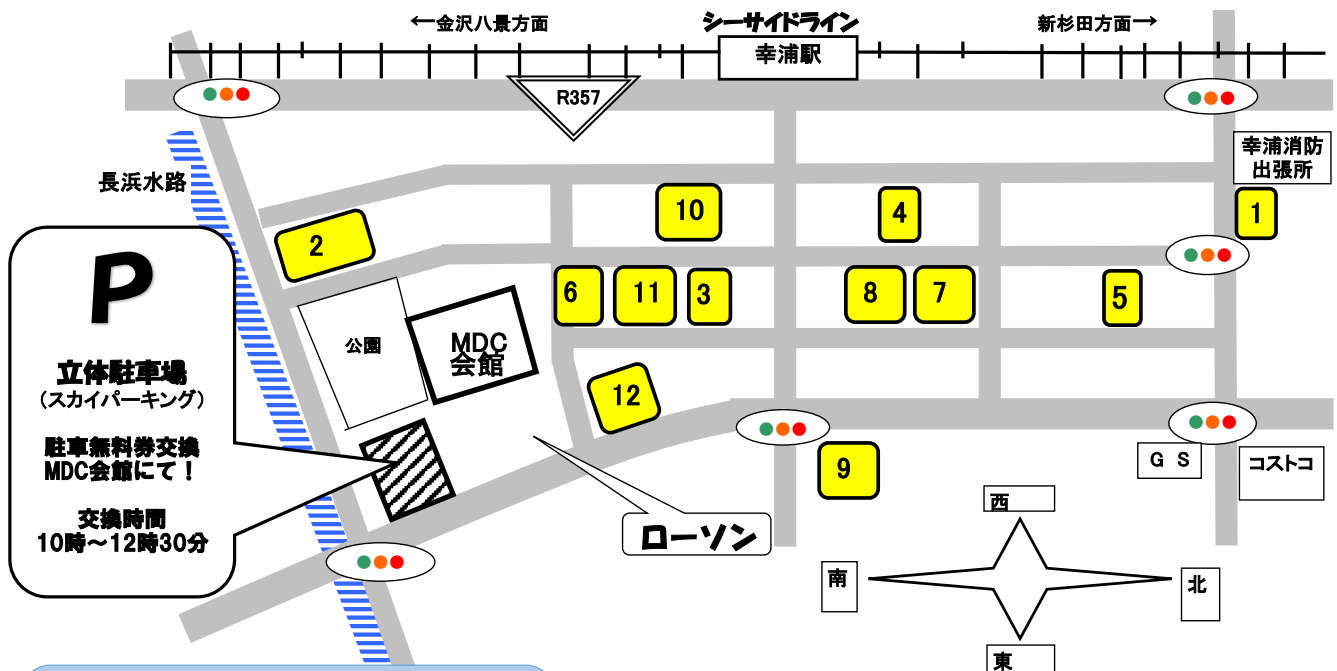 ←金沢八景方面
シーサイドライン
新杉田方面→
幸浦駅
R357
幸浦消防
出張所
長浜水路
1
2
10
4
6
11
3
8
7
5
P
立体駐車場
(スカイパーキング)
駐車無料券交換
MDC会館にて！
交換時間
10時～12時30分
公園
MDC
会館
12
9
G S
コストコ
ローソン
西
南
北
東